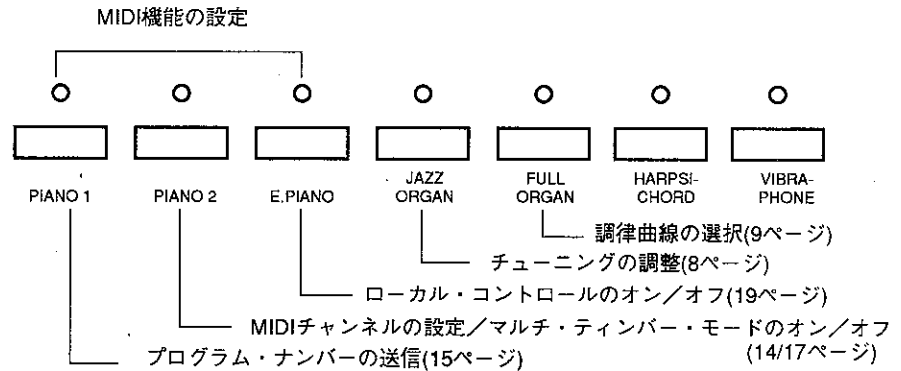 MIDI機能の設定
PIANO 1
PIANO 2
E.PIANO
JAZZ
ORGAN
FULL
ORGAN
HARPSI-
CHORD
VIBRA-
PHONE
調律曲線の選択(9ページ)
チューニングの調整(8ページ)
ローカル・コントロールのオン／オフ(19ページ)
MIDIチャンネルの設定／マルチ・ティンバー・モードのオン／オフ
(14/17ページ)
プログラム・ナンバーの送信(15ページ)